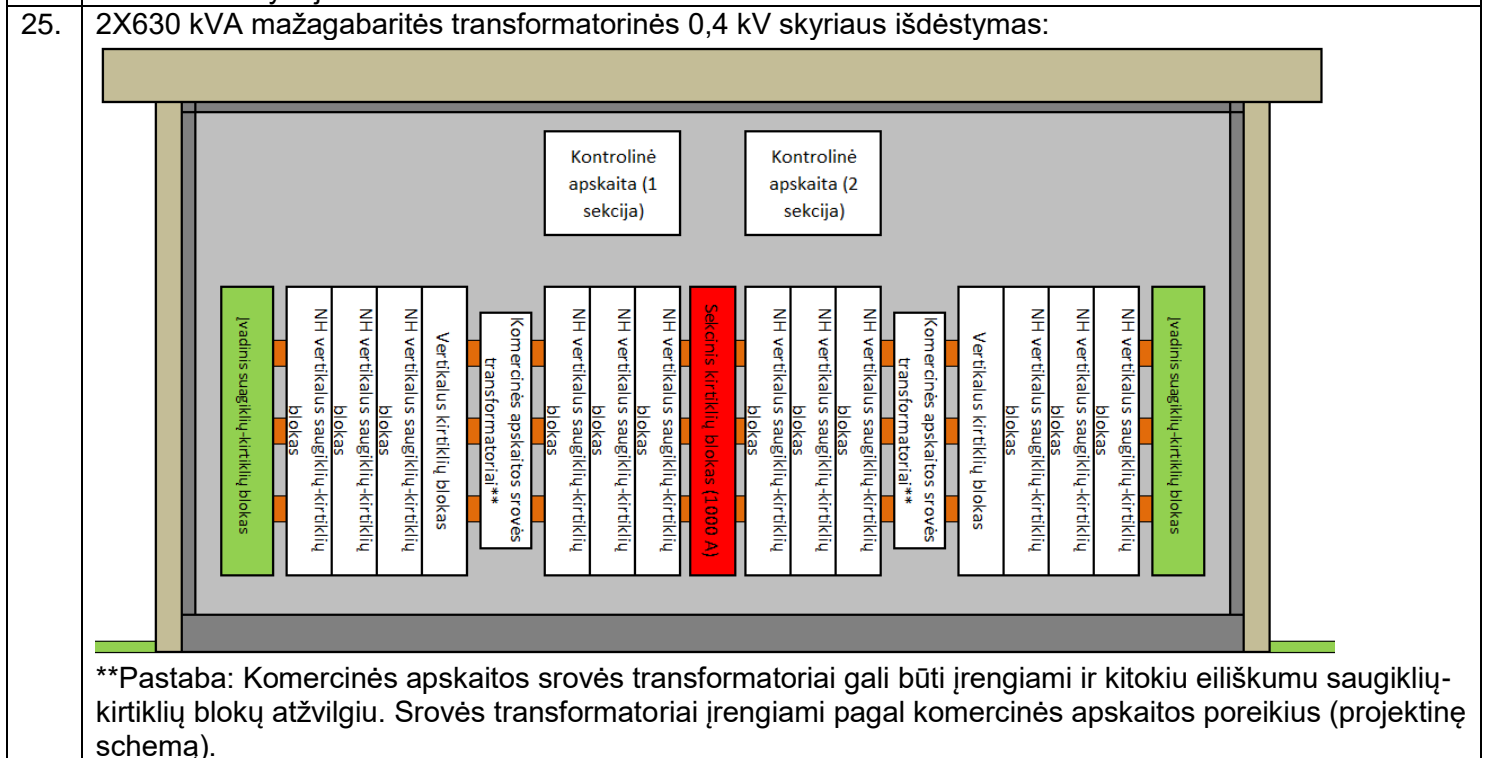 25.
2X630 kVA mažagabaritės transformatorinės 0,4 kV skyriaus išdėstymas:
Kontrolinė
apskaita (1
sekcija)
Kontrolinė
apskaita (2
sekcija)
Įvadinis suagiklių-kirtiklių blokas
NH vertikalus saugiklių-kirtiklių
blokas
NH vertikalus saugiklių-kirtiklių
blokas
NH vertikalus saugiklių-kirtiklių
blokas
Vertikalus kirtiklių blokas
Komercinės apskaitos srovės
transformatoriai**
NH vertikalus saugiklių-kirtiklių
blokas
NH vertikalus saugiklių-kirtiklių
blokas
NH vertikalus saugiklių-kirtiklių
blokas
Sekcinis kirtiklių blokas (1000 A)
NH vertikalus saugiklių-kirtiklių
blokas
NH vertikalus saugiklių-kirtiklių
blokas
NH vertikalus saugiklių-kirtiklių
blokas
Komercinės apskaitos srovės
transformatoriai**
Vertikalus kirtiklių blokas
NH vertikalus saugiklių-kirtiklių
blokas
NH vertikalus saugiklių-kirtiklių
blokas
NH vertikalus saugiklių-kirtiklių
blokas
Įvadinis suagiklių-kirtiklių blokas
**Pastaba: Komercinės apskaitos srovės transformatoriai gali būti įrengiami ir kitokiu eiliškumu saugiklių-
kirtiklių blokų atžvilgiu. Srovės transformatoriai įrengiami pagal komercinės apskaitos poreikius (projektinę
schemą).